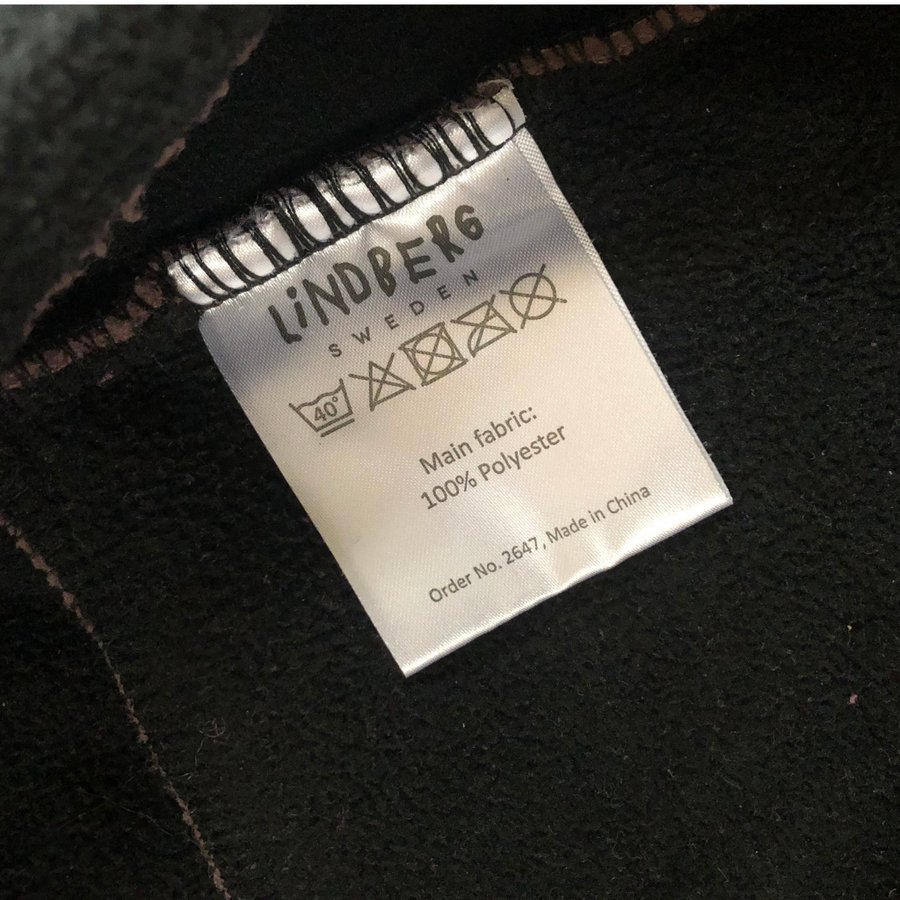 LiNDBERG
SWEDEN
40°
Main fabric:
100% Polyester
Order No. 2647, Made in China